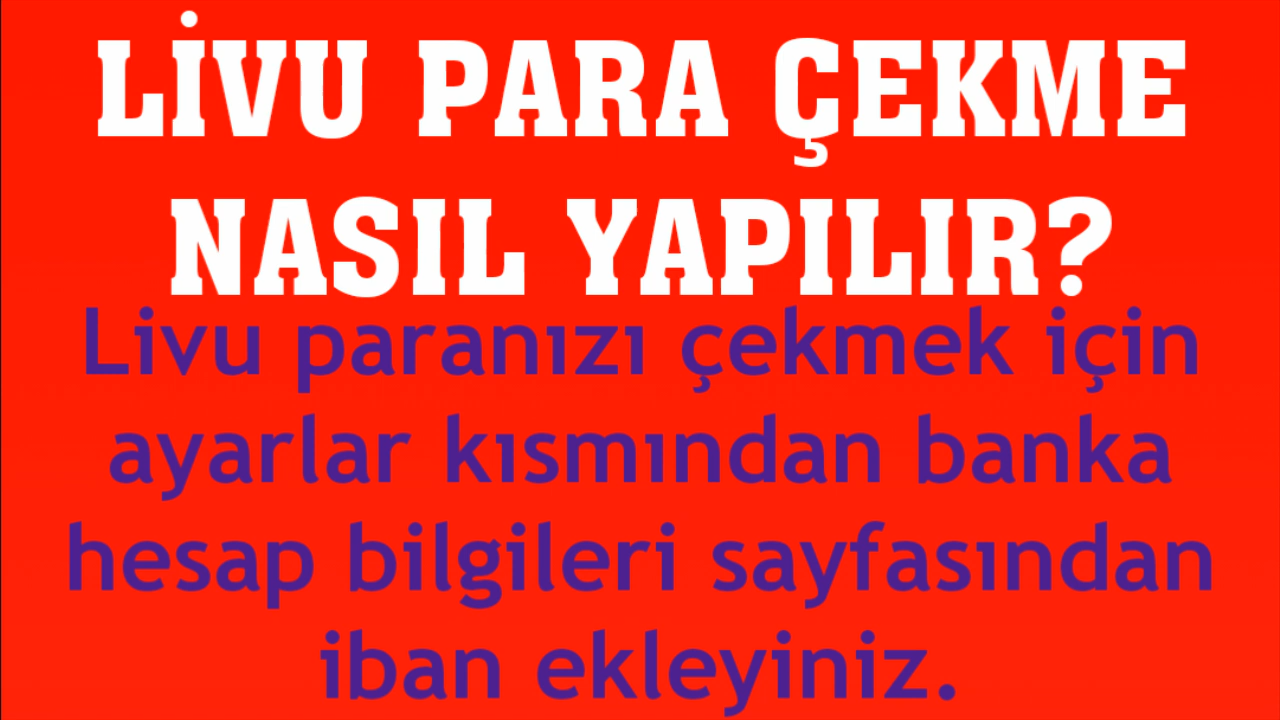 LİVU PARA ÇEKME
NASIL YAPILIR?
Livu paranızı çekmek için
ayarlar kısmından banka
hesap bilgileri sayfasından
iban ekleyiniz.